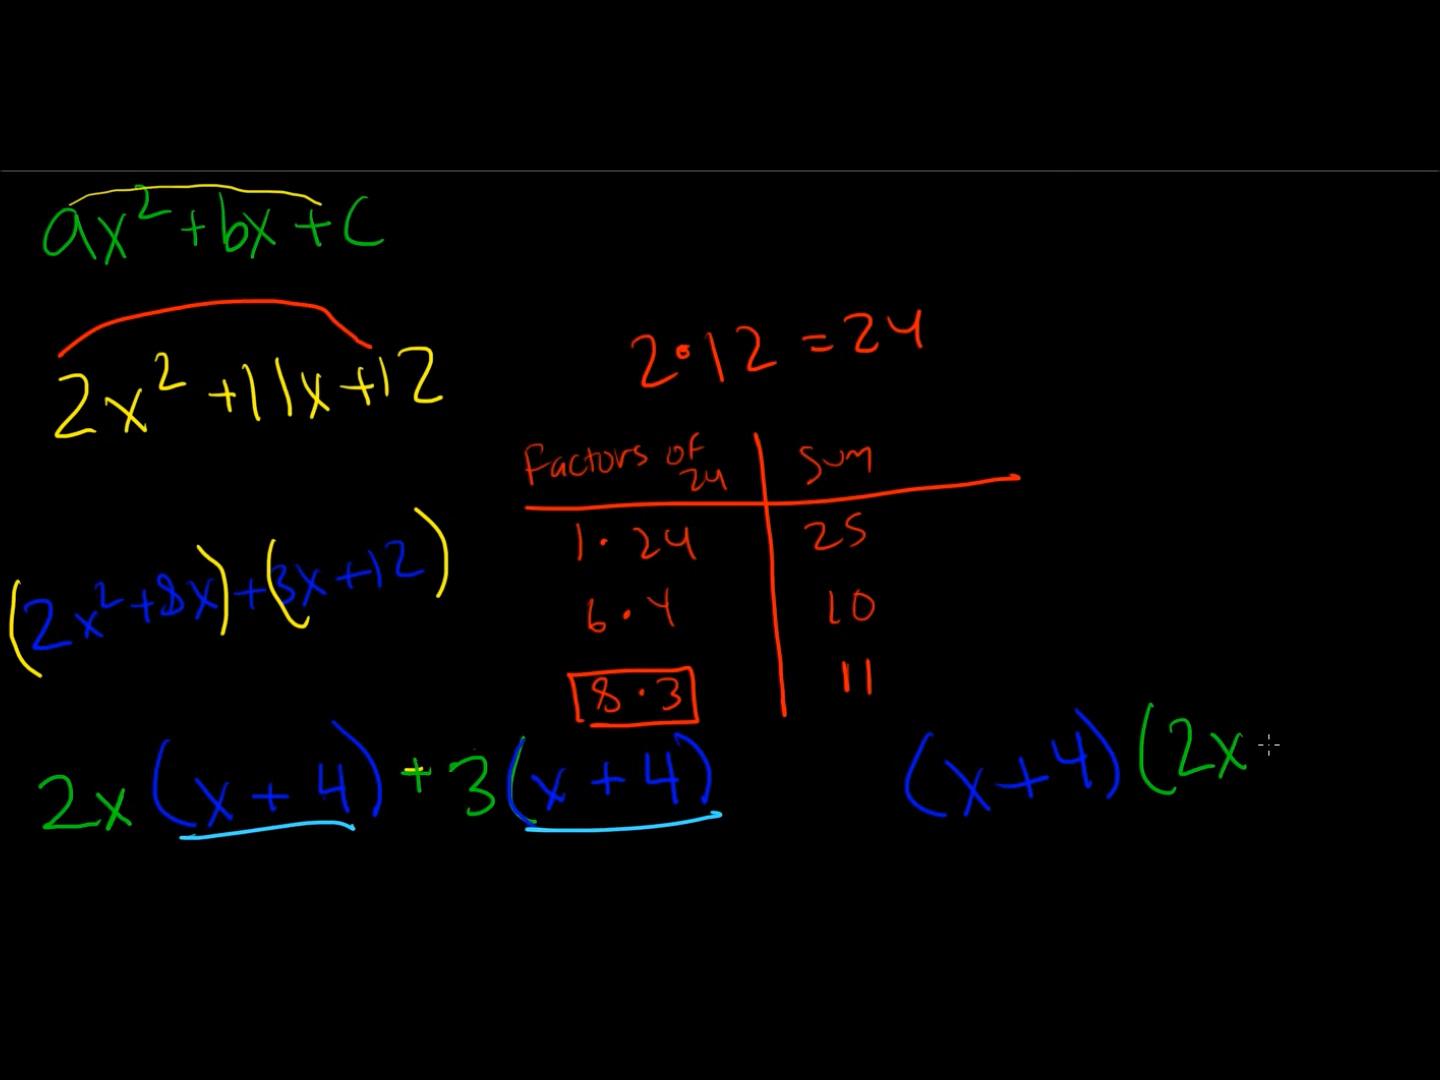 ax² + bx + c
2x² + 11x + 12
2 · 12 = 24
Factors of 24 | Sum
1 · 24 | 25
6 · 4 | 10
8 · 3 | 11
(2x² + 8x) + (3x + 12)
2x (x + 4) + 3 (x + 4)
(x + 4) (2x